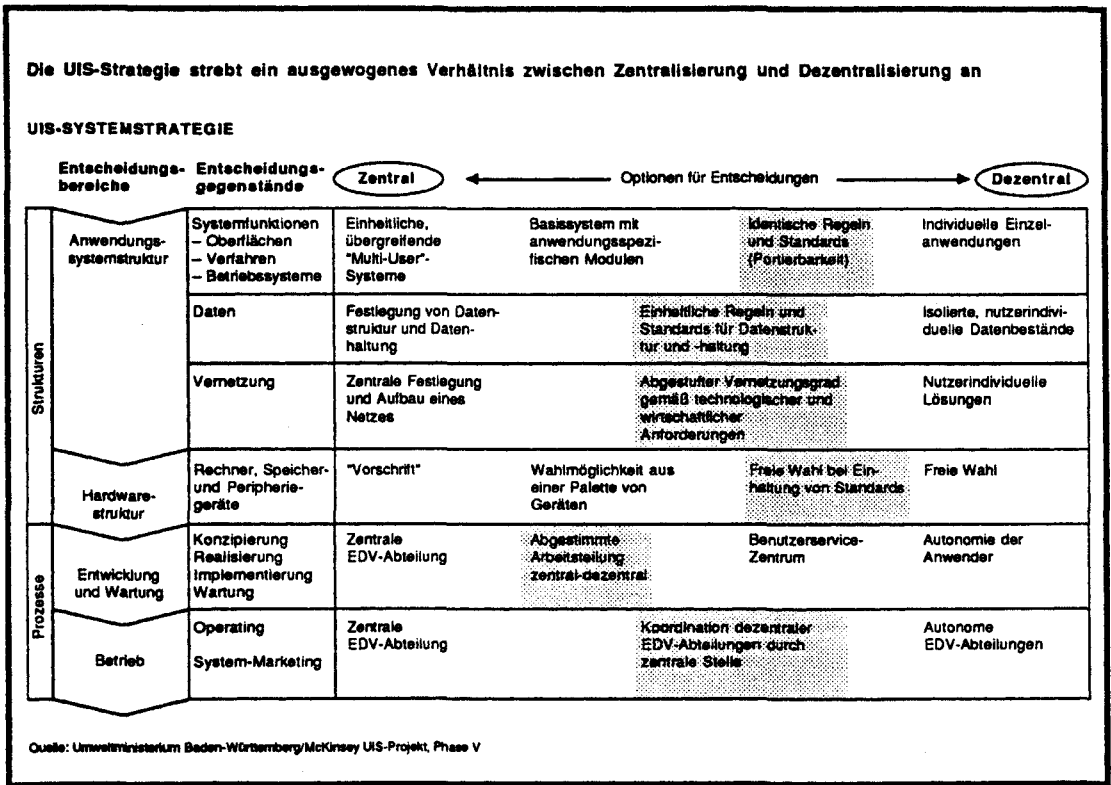 Die UIS-Strategie strebt ein ausgewogenes Verhältnis zwischen Zentralisierung und Dezentralisierung an
UIS-SYSTEMSTRATEGIE
Entscheidungs-
bereiche
Entscheidungs-
gegenstände
Zentral
Optionen für Entscheidungen
Dezentral
Strukturen
Anwendungs-
systemstruktur
Systemfunktionen
– Oberflächen
– Verfahren
– Betriebssysteme
Einheitliche,
übergreifende
"Multi-User"-
Systeme
Basissystem mit
anwendungsspezi-
fischen Modulen
Identische Regeln
und Standards
(Portierbarkeit)
Individuelle Einzel-
anwendungen
Daten
Festlegung von Daten-
struktur und Daten-
haltung
Einheitliche Regeln und
Standards für Datenstruk-
tur und -haltung
Isolierte, nutzerindivi-
duelle Datenbestände
Vernetzung
Zentrale Festlegung
und Aufbau eines
Netzes
Abgestufter Vernetzungsgrad
gemäß technologischer und
wirtschaftlicher
Anforderungen
Nutzerindividuelle
Lösungen
Hardware-
struktur
Rechner, Speicher-
und Peripherie-
geräte
"Vorschrift"
Wahlmöglichkeit aus
einer Palette von
Geräten
Freie Wahl bei Ein-
haltung von Standards
Freie Wahl
Prozesse
Entwicklung
und Wartung
Konzipierung
Realisierung
Implementierung
Wartung
Zentrale
EDV-Abteilung
Abgestimmte
Arbeitsteilung
zentral-dezentral
Benutzerservice-
Zentrum
Autonomie der
Anwender
Betrieb
Operating
System-Marketing
Zentrale
EDV-Abteilung
Koordination dezentraler
EDV-Abteilungen durch
zentrale Stelle
Autonome
EDV-Abteilungen
Quelle: Umweltministerium Baden-Württemberg/McKinsey UIS-Projekt, Phase V